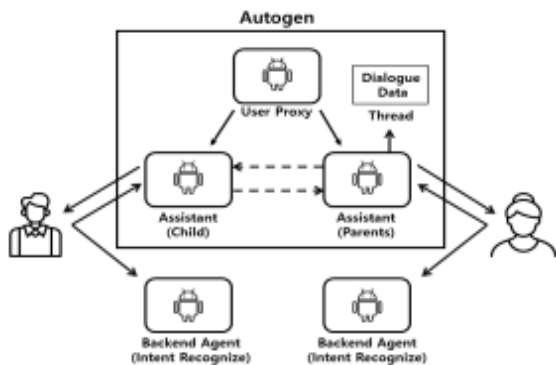 Autogen
User Proxy
Dialogue
Data
Thread
Assistant
(Child)
Assistant
(Parents)
Backend Agent
(Intent Recognize)
Backend Agent
(Intent Recognize)